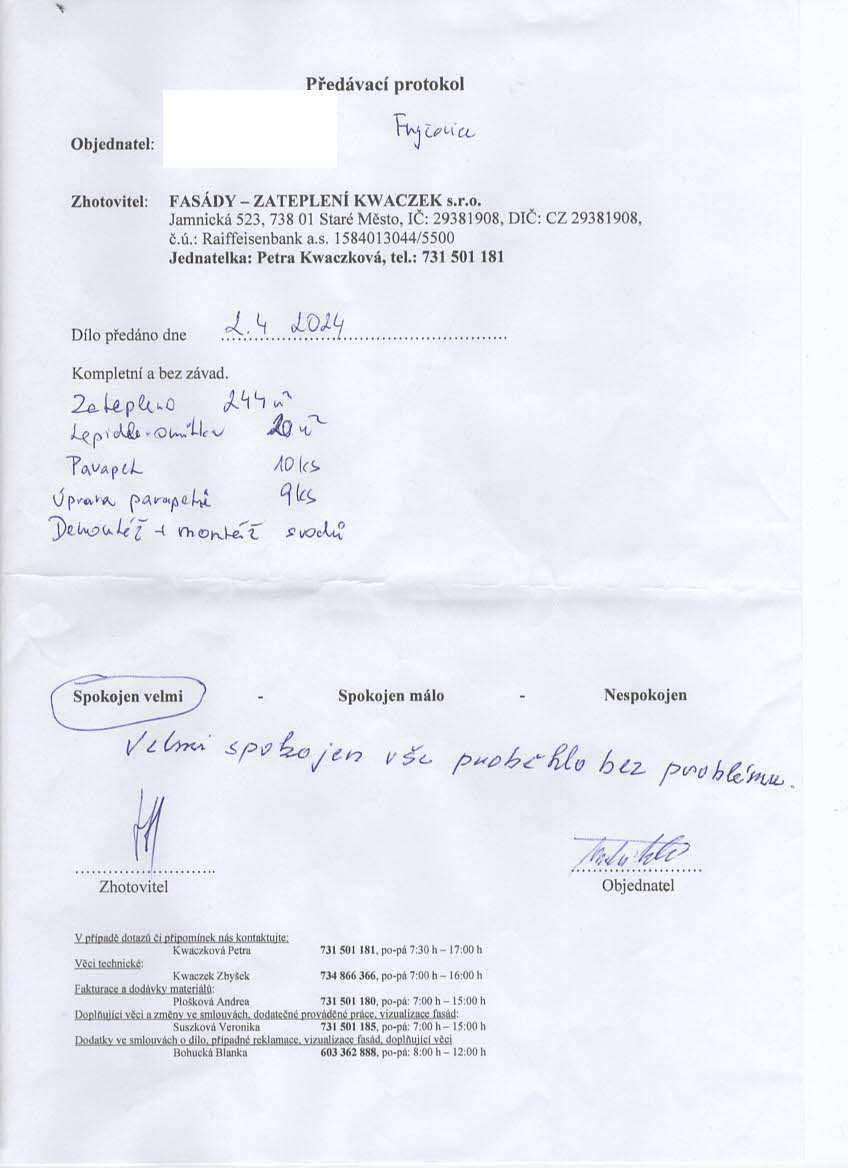 Předávací protokol
Fryčovice
Objednatel:
Zhotovitel: FASÁDY – ZATEPLENÍ KWACZEK s.r.o.
Jamnická 523, 738 01 Staré Město, IČ: 29381908, DIČ: CZ 29381908,
č.ú.: Raiffeisenbank a.s. 1584013044/5500
Jednatelka: Petra Kwaczková, tel.: 731 501 181
Dílo předáno dne 2.4 2024
Kompletní a bez závad.
Zatepleno 244 m²
Lepidlo-omítka 20 m²
Parapet 10 ks
Úprava parapetů 9 ks
Demontáž + montáž svodů
Spokojen velmi - Spokojen málo - Nespokojen
Velmi spokojen vše proběhlo bez problému.
Zhotovitel Objednatel
V případě dotazů či připomínek nás kontaktujte:
Kwaczková Petra 731 501 181, po-pá 7:30 h – 17:00 h
Věci technické:
Kwaczek Zbyšek 734 866 366, po-pá 7:00 h – 16:00 h
Fakturace a dodávky materiálů:
Plošková Andrea 731 501 180, po-pá: 7:00 h – 15:00 h
Doplňující věci a změny ve smlouvách, dodatečné prováděné práce, vizualizace fasád:
Suszková Veronika 731 501 185, po-pá: 7:00 h – 15:00 h
Dodatky ve smlouvách o dílo, případné reklamace, vizualizace fasád, doplňující věci
Bohucká Blanka 603 362 888, po-pá: 8:00 h – 12:00 h